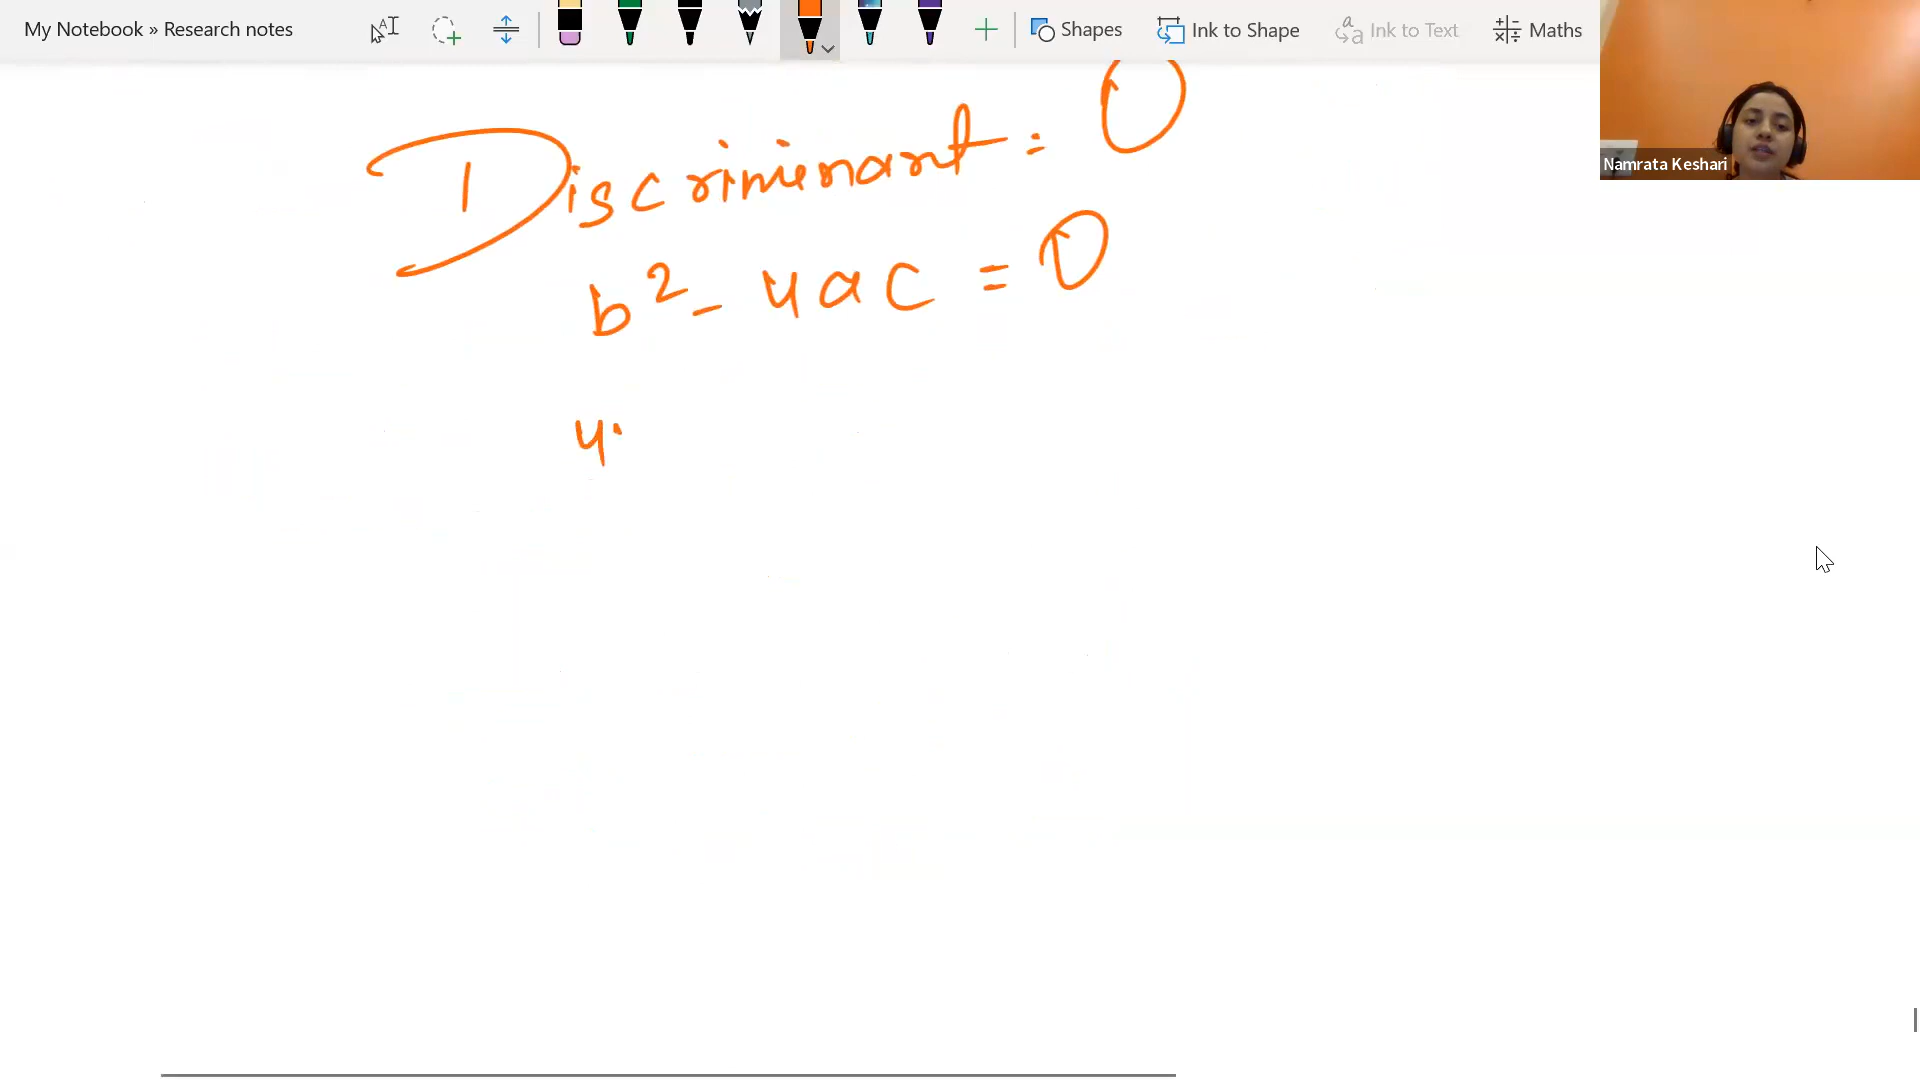 My Notebook » Research notes
Shapes
Ink to Shape
Ink to Text
Maths
Namrata Keshari
Discriminant = 0
b² - 4ac = 0
4